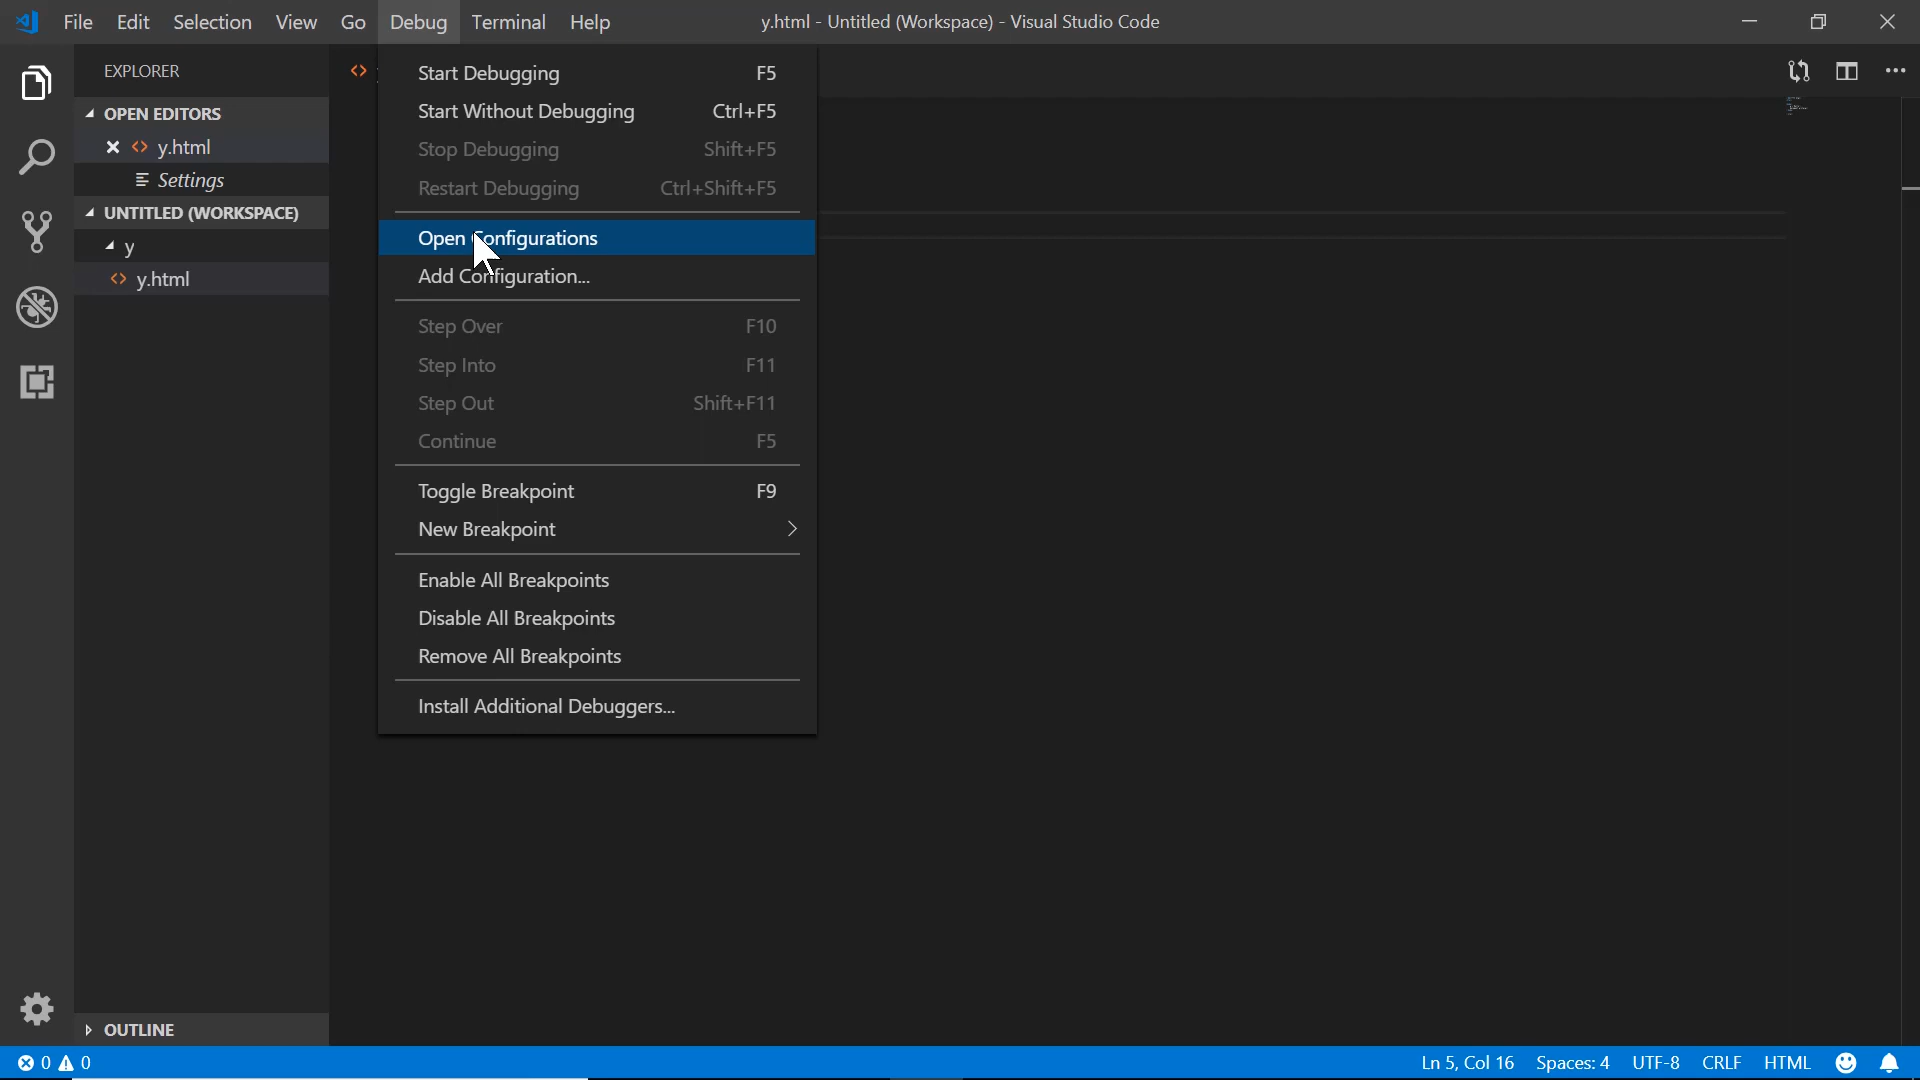 File Edit Selection View Go Debug Terminal Help y.html - Untitled (Workspace) - Visual Studio Code
EXPLORER
OPEN EDITORS
y.html
Settings
UNTITLED (WORKSPACE)
y
y.html
OUTLINE
Start Debugging F5
Start Without Debugging Ctrl+F5
Stop Debugging Shift+F5
Restart Debugging Ctrl+Shift+F5
Open Configurations
Add Configuration...
Step Over F10
Step Into F11
Step Out Shift+F11
Continue F5
Toggle Breakpoint F9
New Breakpoint
Enable All Breakpoints
Disable All Breakpoints
Remove All Breakpoints
Install Additional Debuggers...
0 0 Ln 5, Col 16 Spaces: 4 UTF-8 CRLF HTML